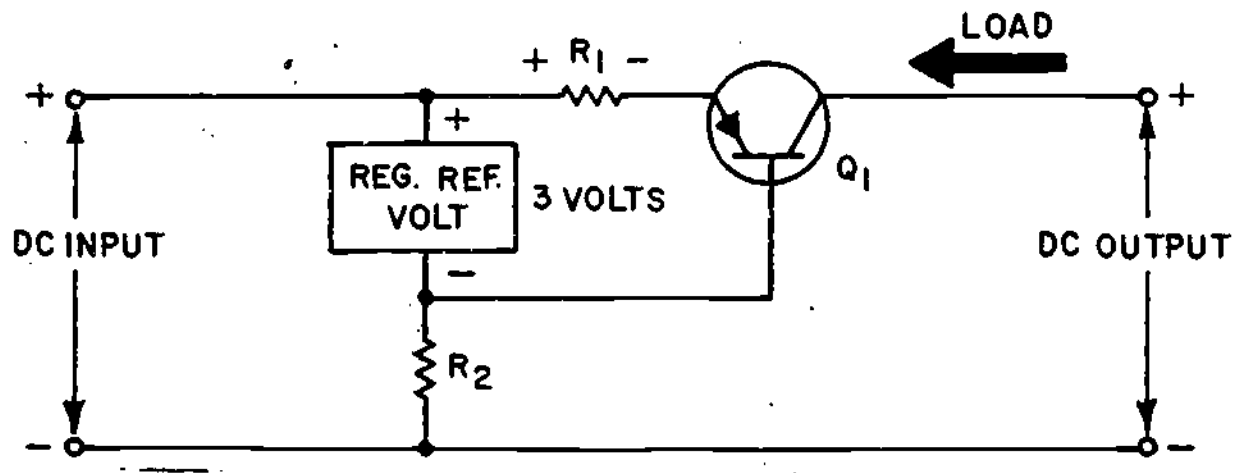 LOAD
+ R1 -
+ +
+
REG. REF.
VOLT
3 VOLTS
Q1
DC INPUT
DC OUTPUT
-
R2
- -